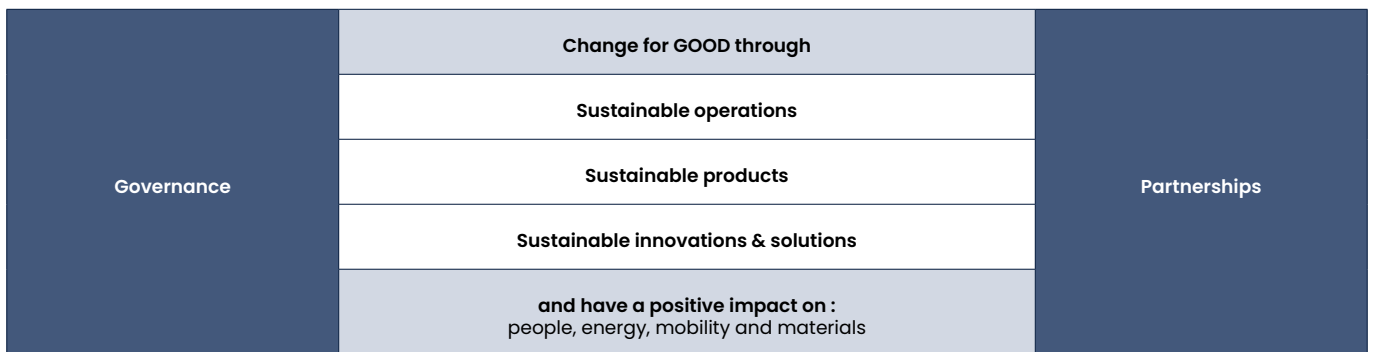 Governance
Change for GOOD through
Sustainable operations
Sustainable products
Sustainable innovations & solutions
and have a positive impact on :
people, energy, mobility and materials
Partnerships